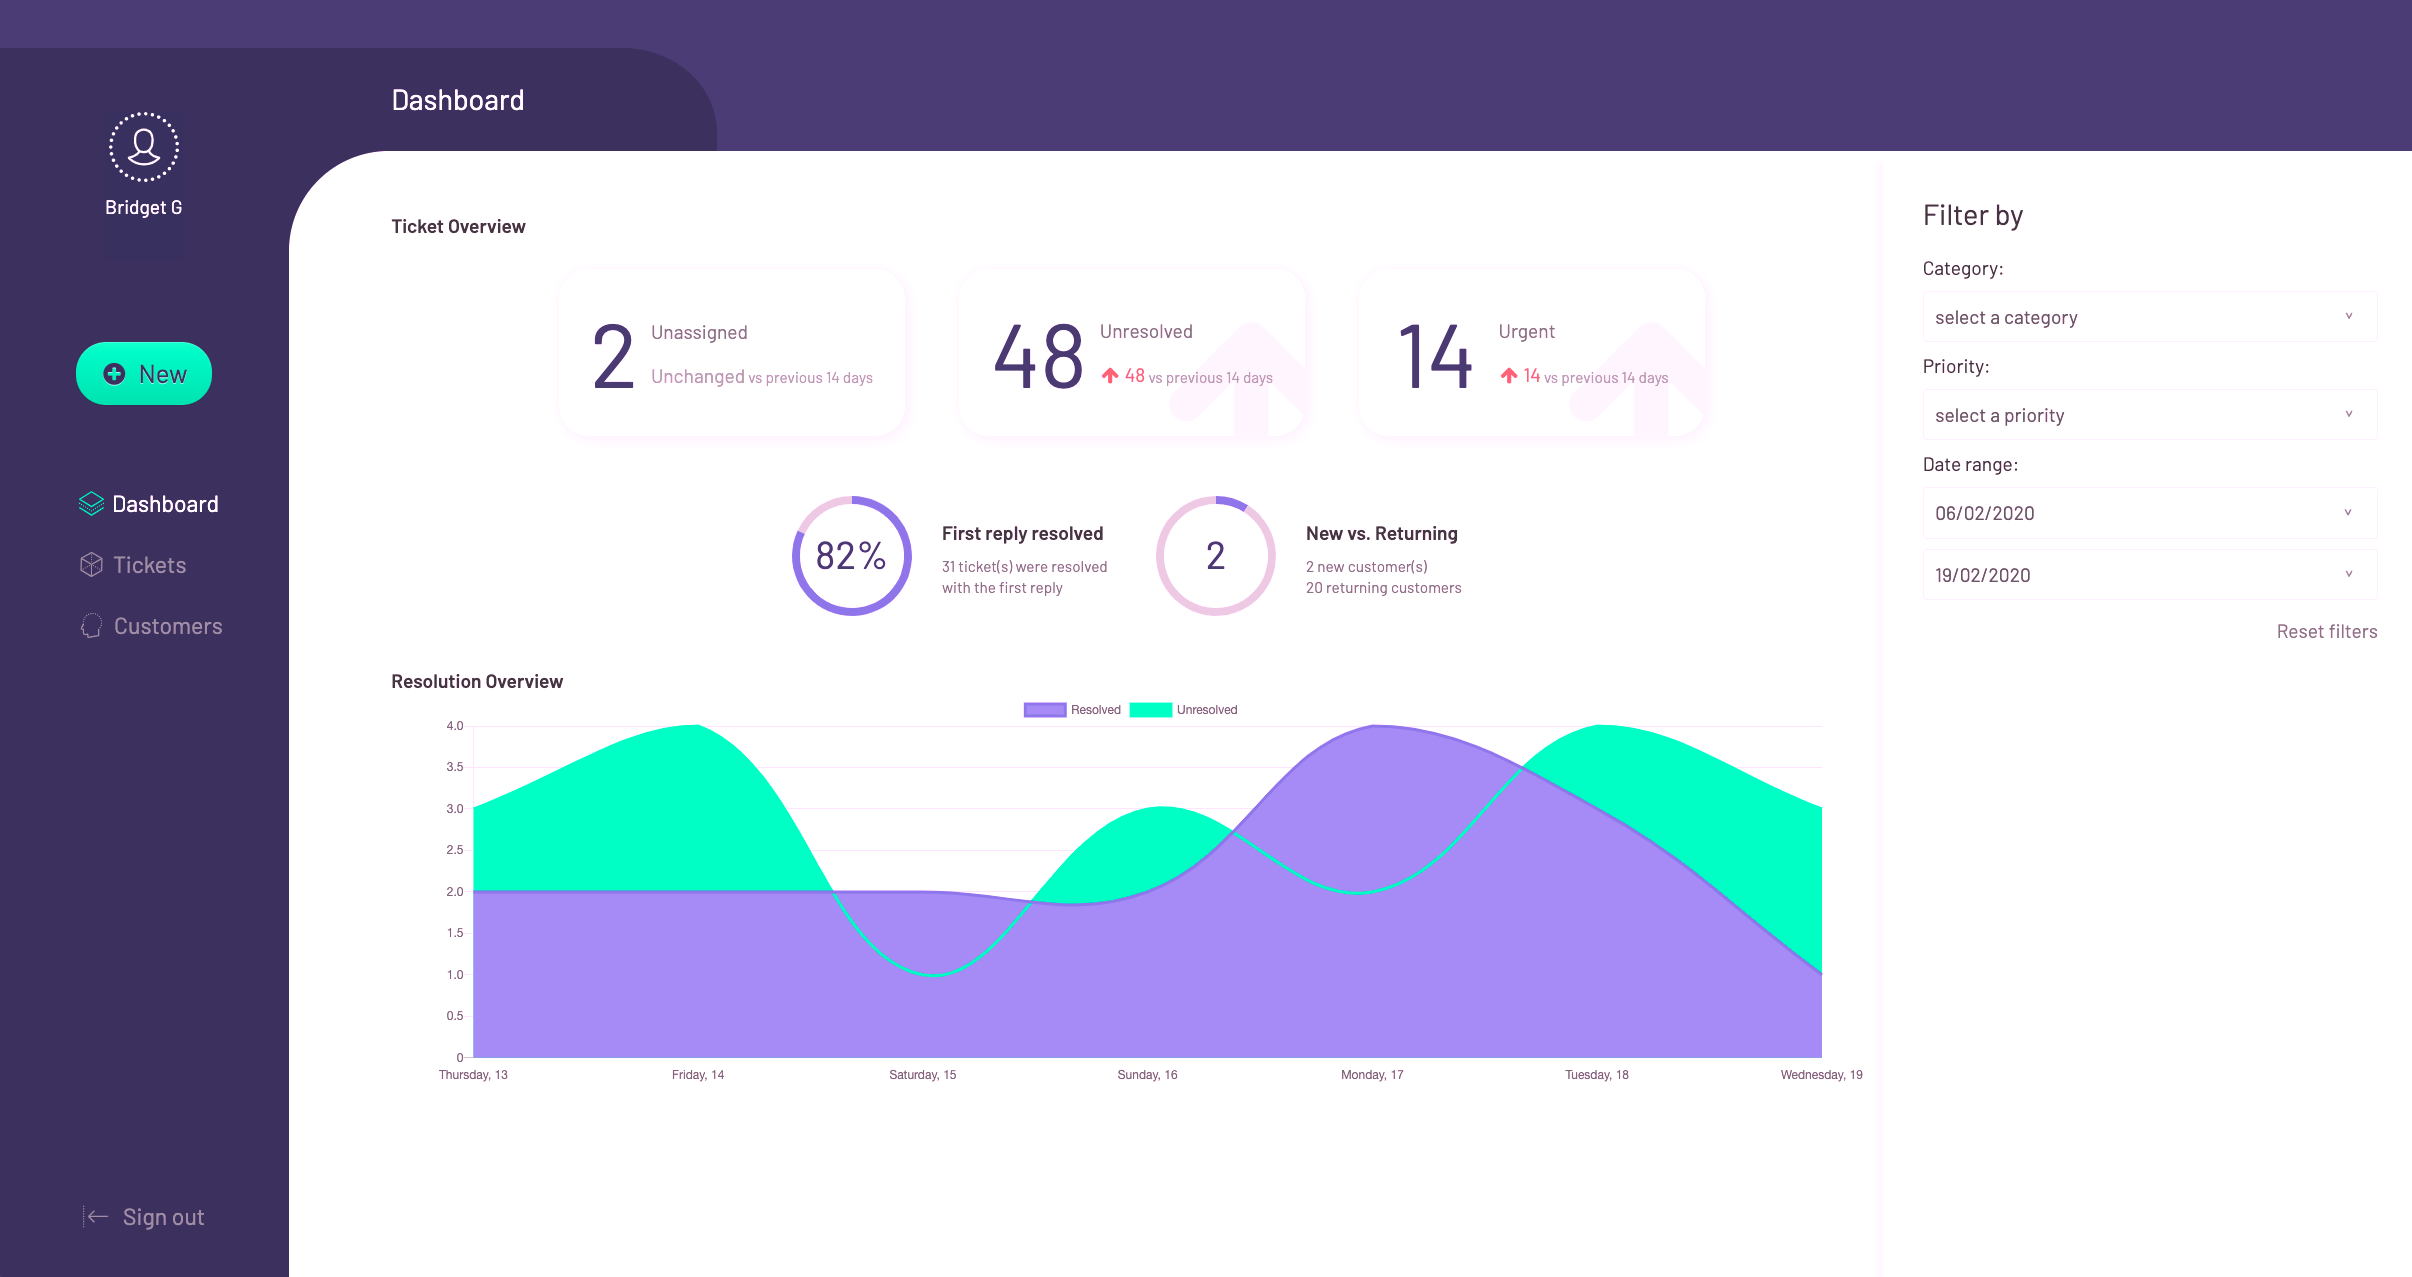 Dashboard
Bridget G
New
Dashboard
Tickets
Customers
Sign out
Ticket Overview
2 Unassigned
Unchanged vs previous 14 days
48 Unresolved
48 vs previous 14 days
14 Urgent
14 vs previous 14 days
82%
First reply resolved
31 ticket(s) were resolved
with the first reply
2
New vs. Returning
2 new customer(s)
20 returning customers
Resolution Overview
Resolved Unresolved
4.0
3.5
3.0
2.5
2.0
1.5
1.0
0.5
0
Thursday, 13 Friday, 14 Saturday, 15 Sunday, 16 Monday, 17 Tuesday, 18 Wednesday, 19
Filter by
Category:
select a category
Priority:
select a priority
Date range:
06/02/2020
19/02/2020
Reset filters